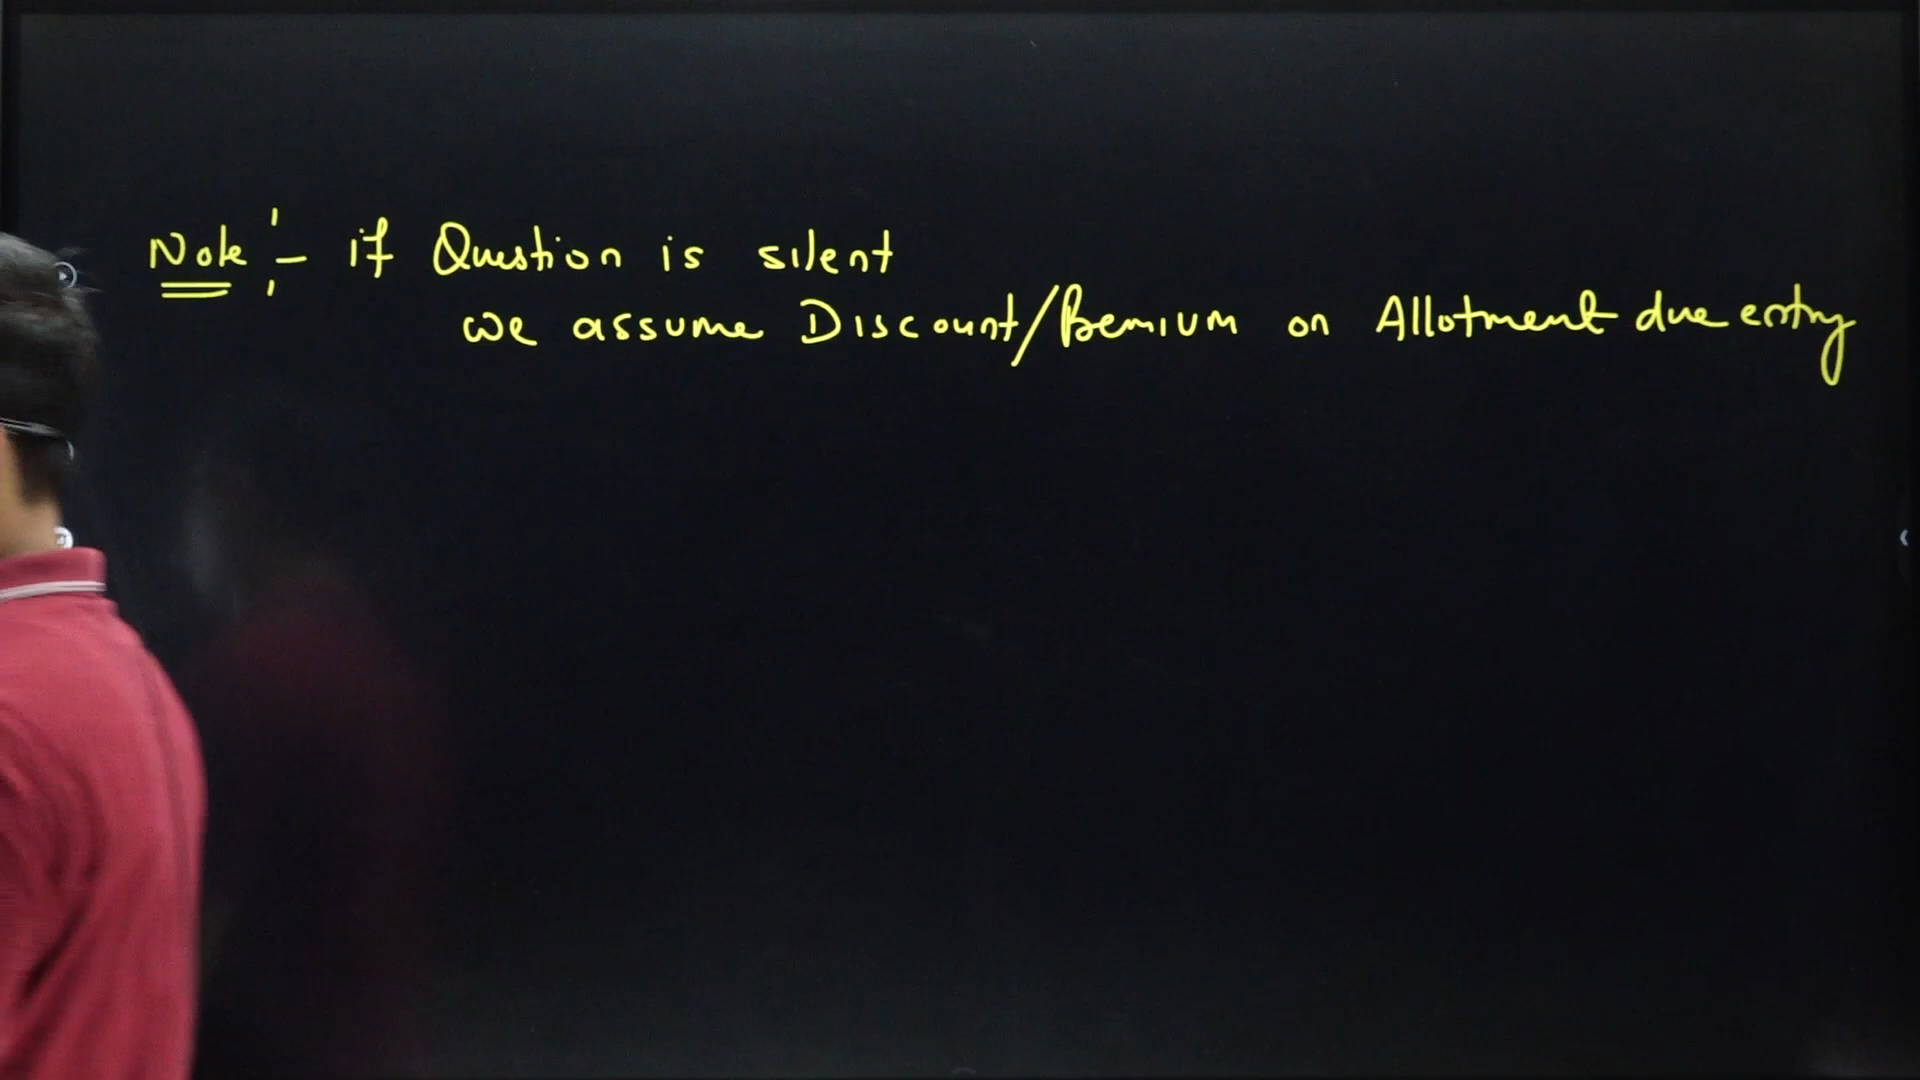 Note :- if Question is silent
we assume Discount/Premium on Allotment due entry